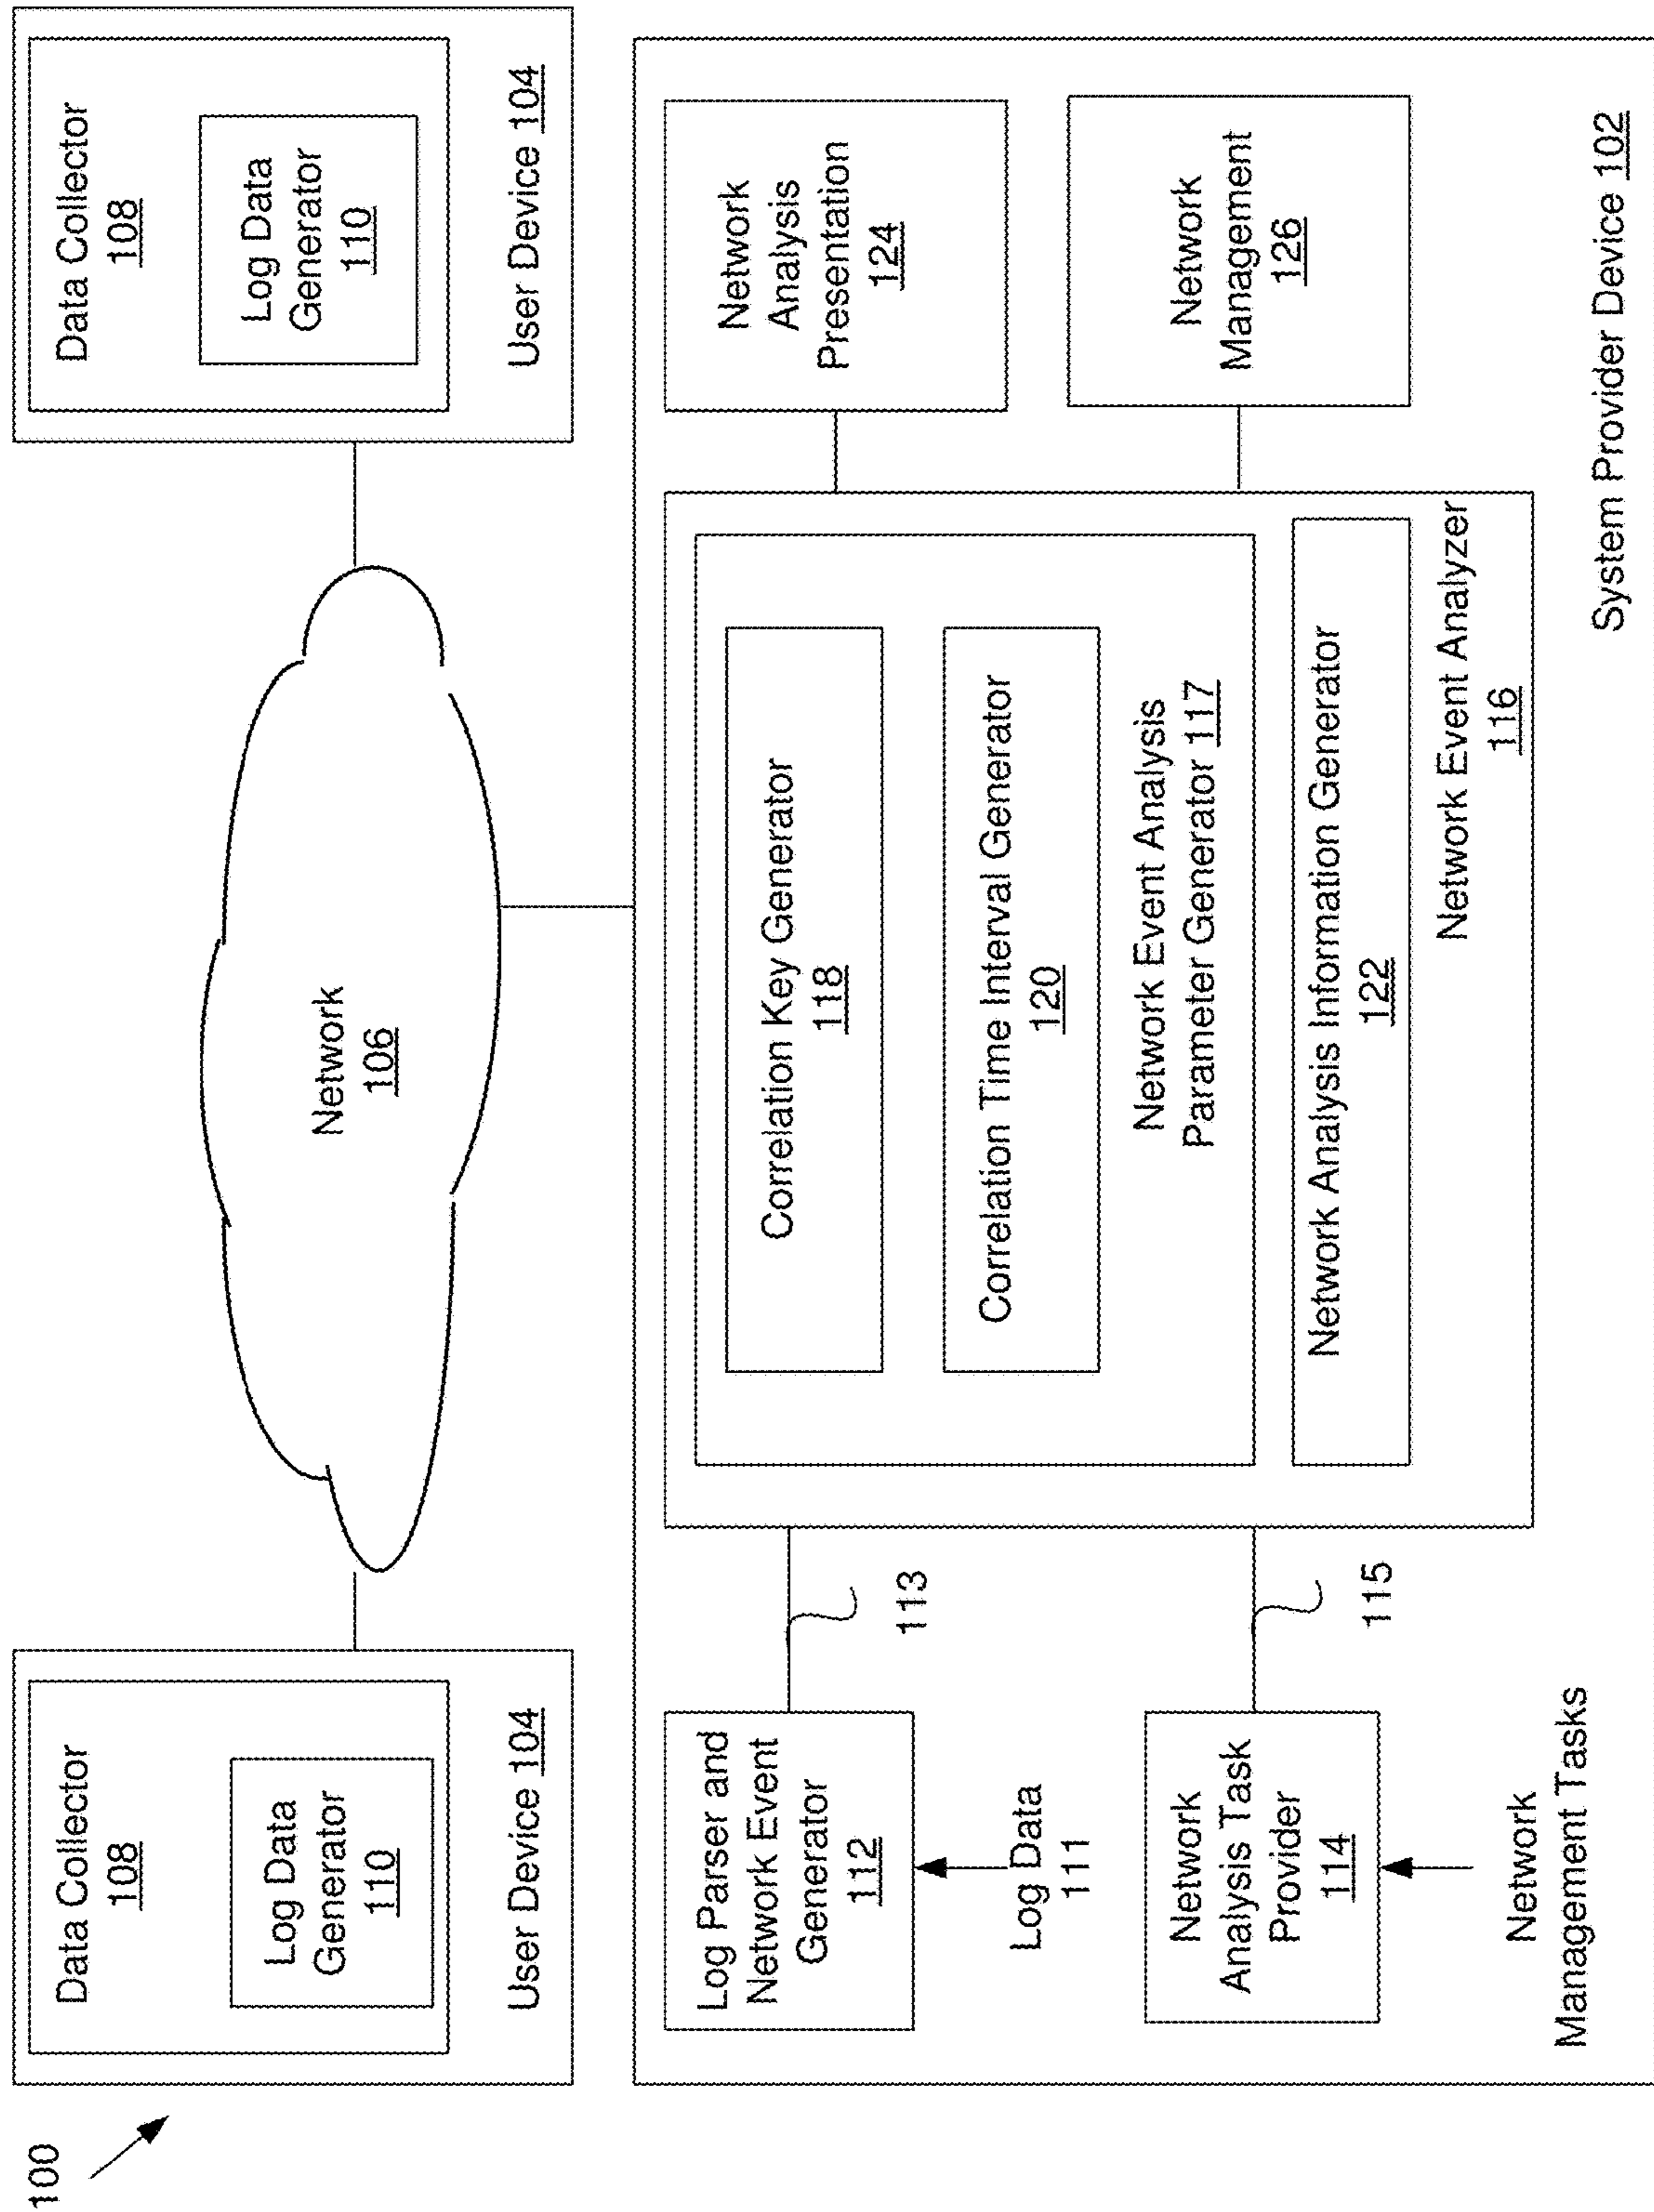 100
Data Collector
108
Log Data
Generator
110
User Device 104
Network
106
Data Collector
108
Log Data
Generator
110
User Device 104
Log Parser and
Network Event
Generator
112
Log Data
111
Network
Analysis Task
Provider
114
Network
Management Tasks
113
115
Correlation Key Generator
118
Correlation Time Interval Generator
120
Network Event Analysis
Parameter Generator 117
Network Analysis Information Generator
122
Network Event Analyzer
116
Network
Analysis
Presentation
124
Network
Management
126
System Provider Device 102